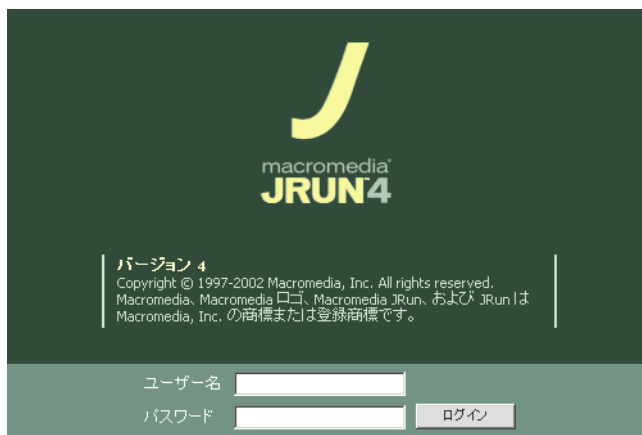 J
macromedia®
JRUN™4
バージョン 4
Copyright © 1997-2002 Macromedia, Inc. All rights reserved.
Macromedia、Macromedia ロゴ、Macromedia JRun、および JRun は
Macromedia, Inc. の商標または登録商標です。
ユーザー名
パスワード ログイン